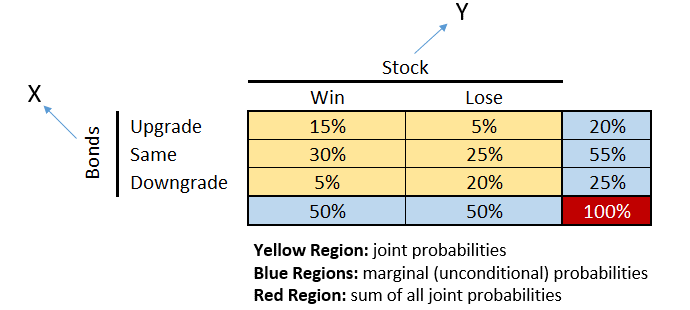 Y
Stock
X
Win Lose
Bonds
Upgrade 15% 5% 20%
Same 30% 25% 55%
Downgrade 5% 20% 25%
50% 50% 100%
Yellow Region: joint probabilities
Blue Regions: marginal (unconditional) probabilities
Red Region: sum of all joint probabilities